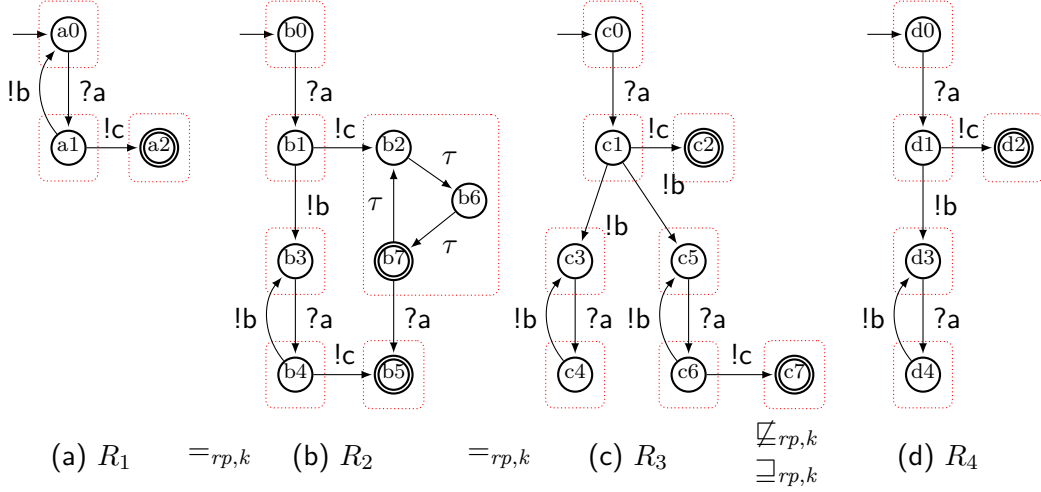 a0 b0 c0 d0
?a ?a ?a ?a
!b
a1 !c a2 b1 !c b2 c1 !c c2 d1 !c d2
τ
b6
τ τ
!b !b !b !b
b3 b7 c3 c5 d3
!b ?a ?a !b ?a !b ?a !b ?a
b4 !c b5 c4 c6 !c c7 d4
(a) R₁ =rp,k (b) R₂ =rp,k (c) R₃ ⋢rp,k (d) R₄
⊒rp,k